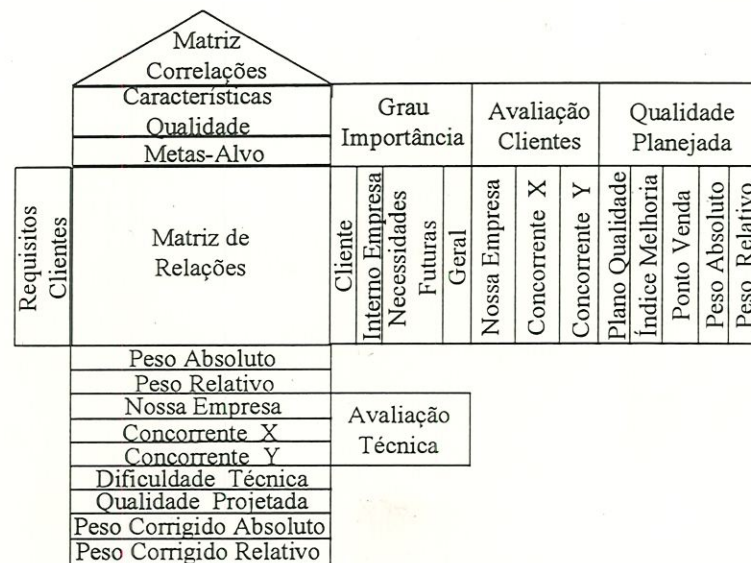 Matriz
Correlações
Características
Qualidade
Metas-Alvo
Grau
Importância
Avaliação
Clientes
Qualidade
Planejada
Requisitos
Clientes
Matriz de
Relações
Cliente
Interno Empresa
Necessidades
Futuras
Geral
Nossa Empresa
Concorrente X
Concorrente Y
Plano Qualidade
Índice Melhoria
Ponto Venda
Peso Absoluto
Peso Relativo
Peso Absoluto
Peso Relativo
Nossa Empresa
Concorrente X
Concorrente Y
Avaliação
Técnica
Dificuldade Técnica
Qualidade Projetada
Peso Corrigido Absoluto
Peso Corrigido Relativo